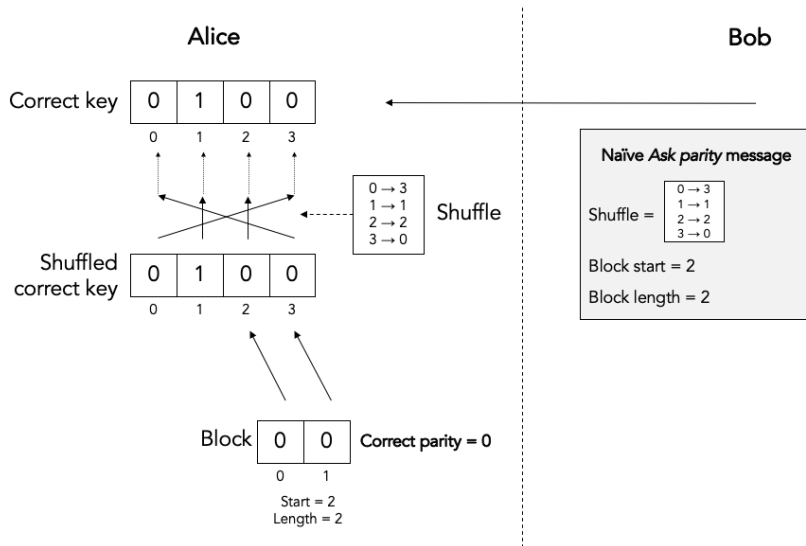 Alice
Bob
Correct key
0 1 0 0
0 1 2 3
Naïve Ask parity message
Shuffle =
0 → 3
1 → 1
2 → 2
3 → 0
Block start = 2
Block length = 2
0 → 3
1 → 1
2 → 2
3 → 0
Shuffle
Shuffled
correct key
0 1 0 0
0 1 2 3
Block
0 0
Correct parity = 0
0 1
Start = 2
Length = 2